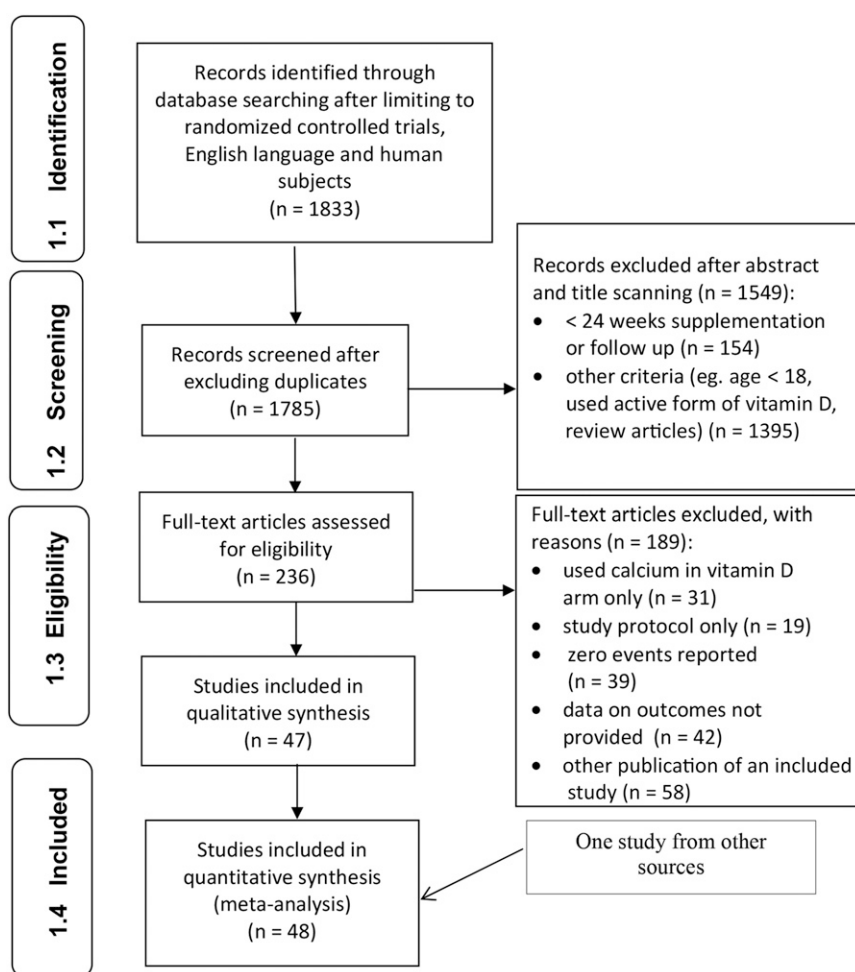 1.1 Identification
Records identified through
database searching after limiting to
randomized controlled trials,
English language and human
subjects
(n = 1833)
1.2 Screening
Records screened after
excluding duplicates
(n = 1785)
Records excluded after abstract
and title scanning (n = 1549):
• < 24 weeks supplementation
or follow up (n = 154)
• other criteria (eg. age < 18,
used active form of vitamin D,
review articles) (n = 1395)
1.3 Eligibility
Full-text articles assessed
for eligibility
(n = 236)
Full-text articles excluded, with
reasons (n = 189):
• used calcium in vitamin D
arm only (n = 31)
• study protocol only (n = 19)
• zero events reported
(n = 39)
• data on outcomes not
provided (n = 42)
• other publication of an included
study (n = 58)
Studies included in
qualitative synthesis
(n = 47)
1.4 Included
Studies included in
quantitative synthesis
(meta-analysis)
(n = 48)
One study from other
sources